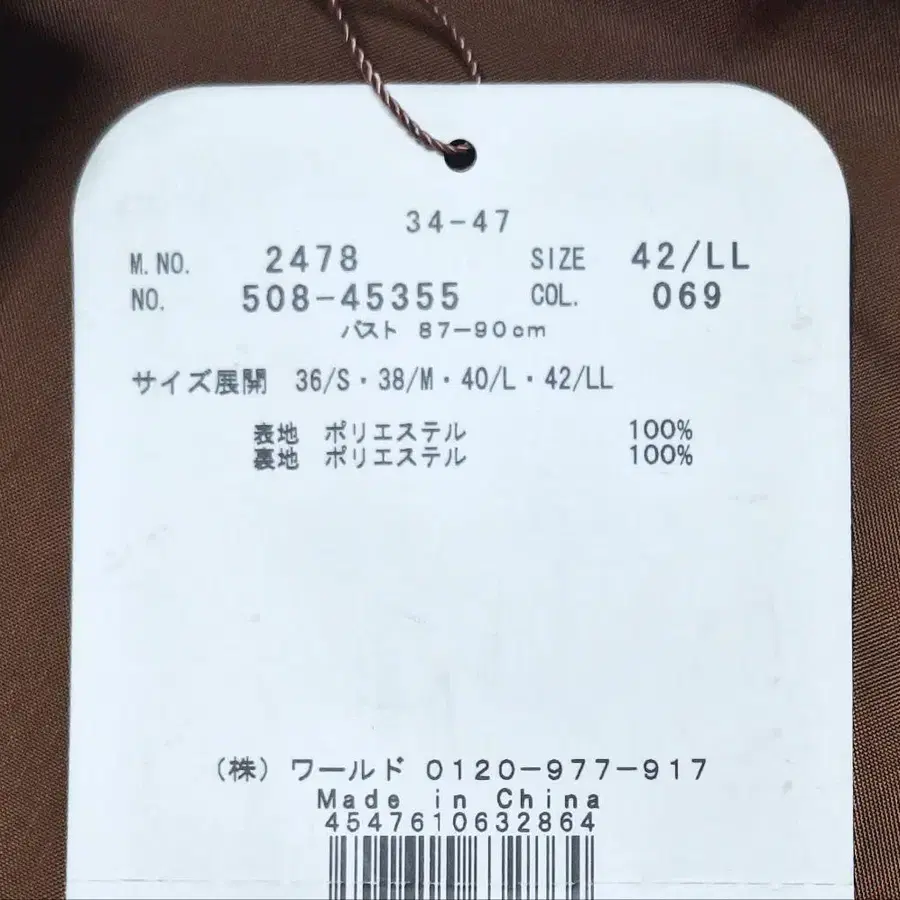 34-47
M.NO. 2478 SIZE 42/LL
NO. 508-45355 COL. 069
バスト 87-90cm
サイズ展開 36/S・38/M・40/L・42/LL
表地 ポリエステル 100%
裏地 ポリエステル 100%
(株)ワールド 0120-977-917
Made in China
4547610632864